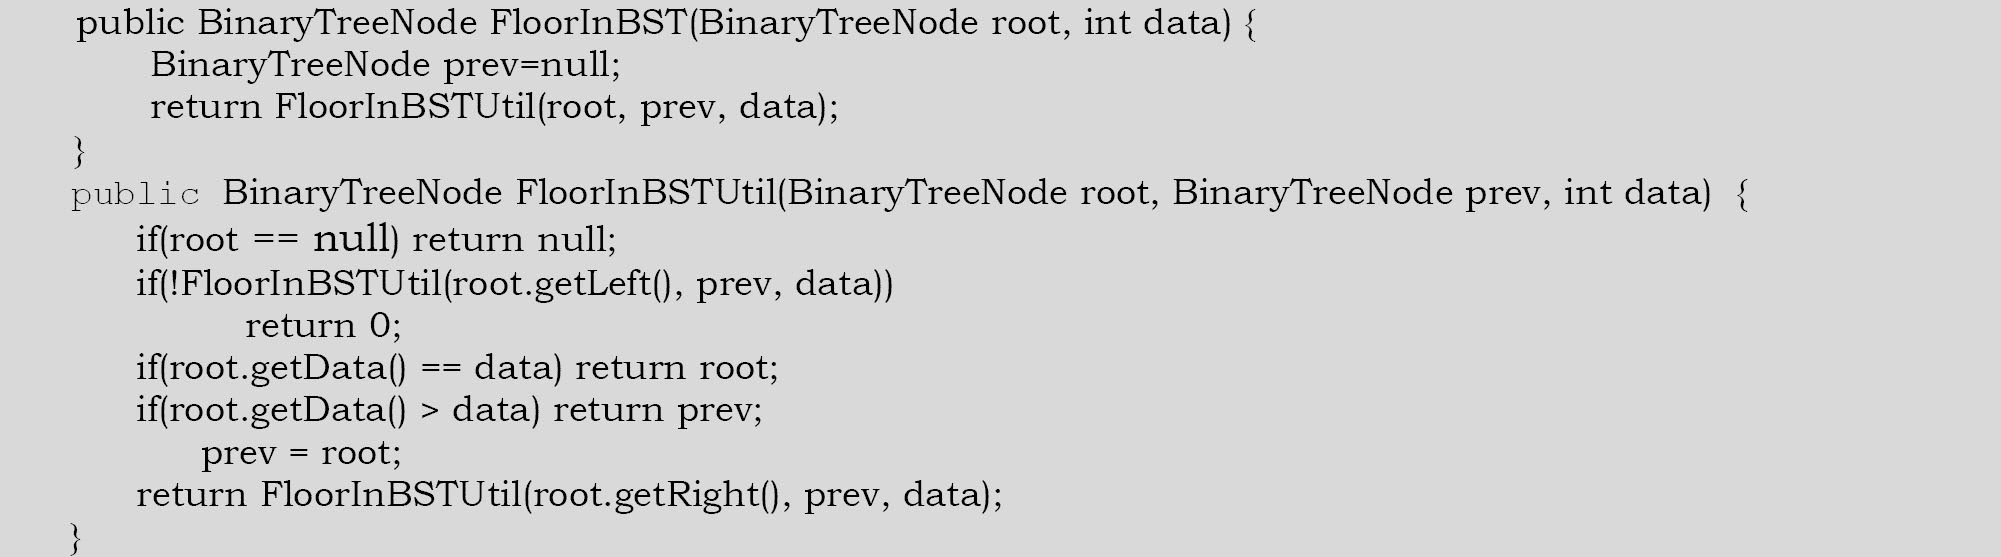 public BinaryTreeNode FloorInBST(BinaryTreeNode root, int data) {
BinaryTreeNode prev=null;
return FloorInBSTUtil(root, prev, data);
}
public BinaryTreeNode FloorInBSTUtil(BinaryTreeNode root, BinaryTreeNode prev, int data) {
if(root == null) return null;
if(!FloorInBSTUtil(root.getLeft(), prev, data))
return 0;
if(root.getData() == data) return root;
if(root.getData() > data) return prev;
prev = root;
return FloorInBSTUtil(root.getRight(), prev, data);
}